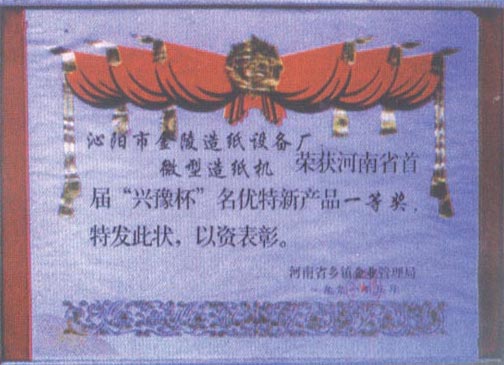 沁阳市金陵造纸设备厂
微型造纸机 荣获河南省首
届“兴豫杯”名优特新产品一等奖，
特发此状，以资表彰。
河南省乡镇企业管理局